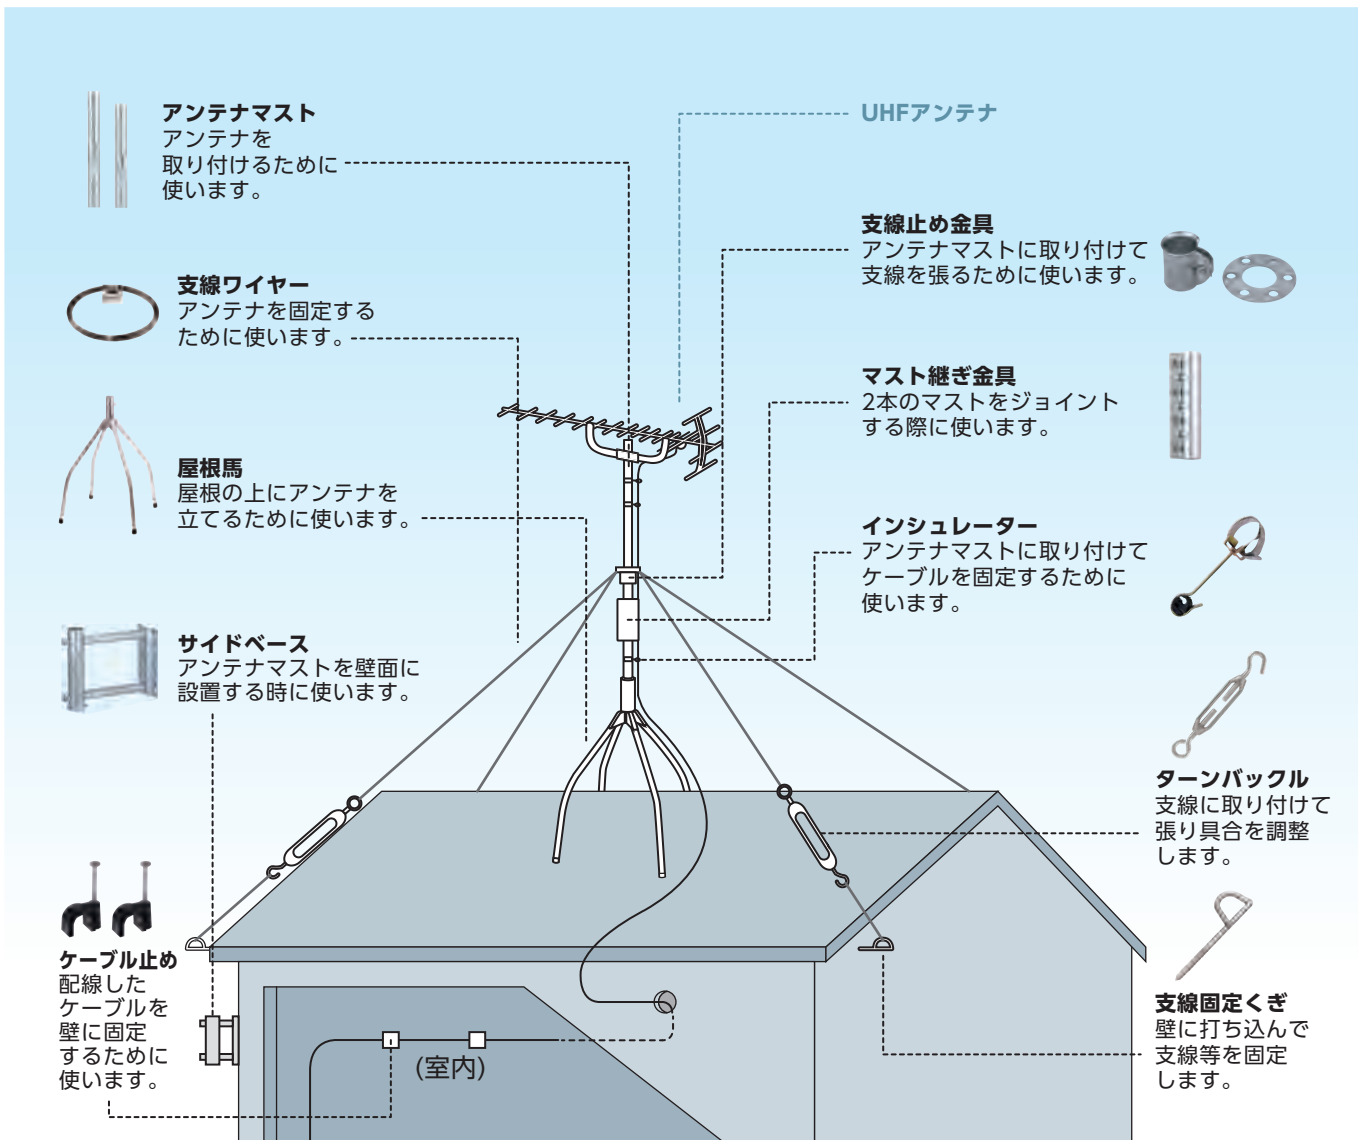 アンテナマスト
アンテナを
取り付けるために
使います。
支線ワイヤー
アンテナを固定する
ために使います。
屋根馬
屋根の上にアンテナを
立てるために使います。
サイドベース
アンテナマストを壁面に
設置する時に使います。
ケーブル止め
配線した
ケーブルを
壁に固定
するために
使います。
(室内)
UHFアンテナ
支線止め金具
アンテナマストに取り付けて
支線を張るために使います。
マスト継ぎ金具
2本のマストをジョイント
する際に使います。
インシュレーター
アンテナマストに取り付けて
ケーブルを固定するために
使います。
ターンバックル
支線に取り付けて
張り具合を調整
します。
支線固定くぎ
壁に打ち込んで
支線等を固定
します。